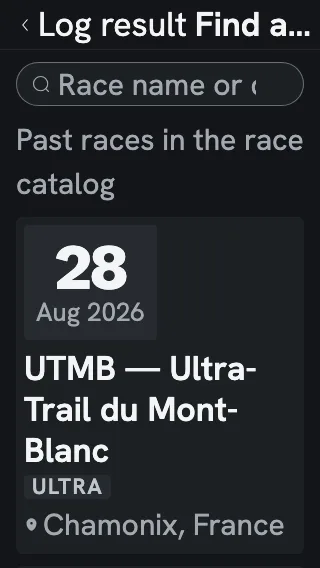 Log result Find a...
Race name or
Past races in the race
catalog
28
Aug 2026
UTMB — Ultra-
Trail du Mont-
Blanc
ULTRA
Chamonix, France